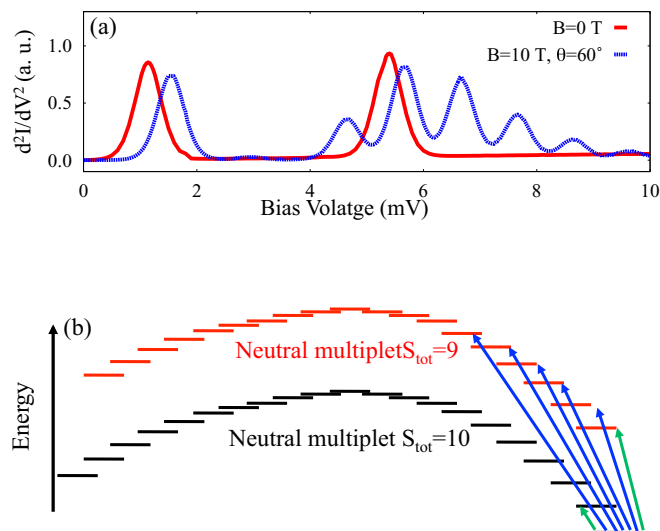 (a)
B=0 T
B=10 T, θ=60°
d²I/dV² (a. u.)
1.0
0.5
0.0
0 2 4 6 8 10
Bias Volatge (mV)
(b)
Energy
Neutral multipletS_tot=9
Neutral multiplet S_tot=10